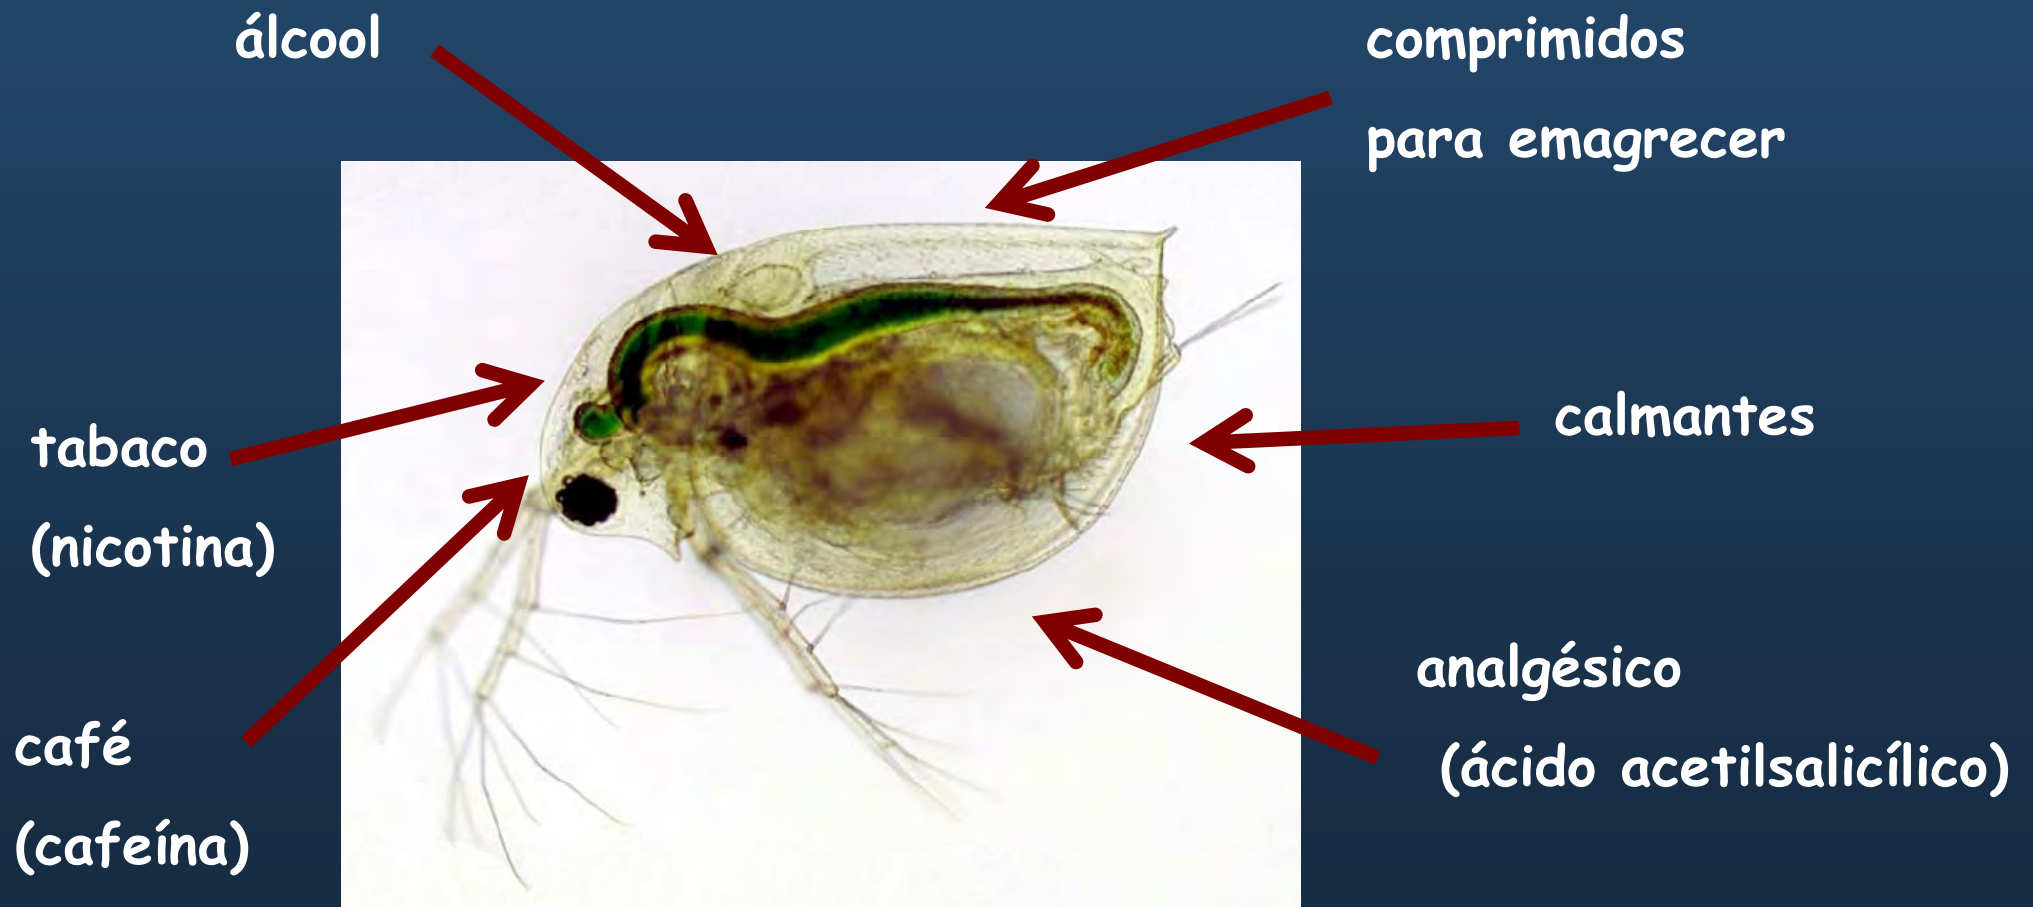 álcool
comprimidos
para emagrecer
tabaco
(nicotina)
calmantes
café
(cafeína)
analgésico
(ácido acetilsalicílico)